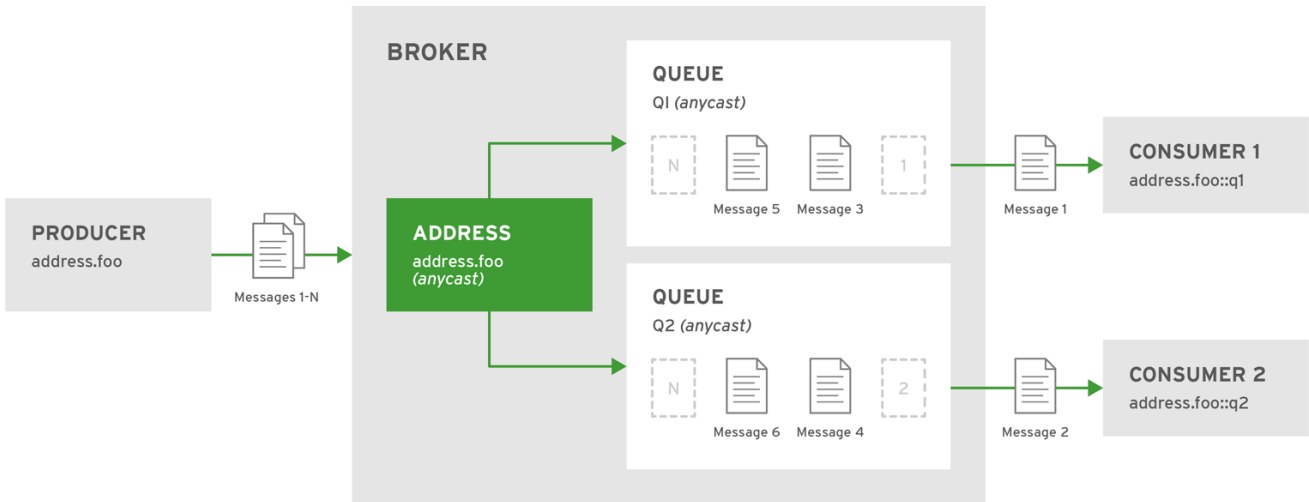 BROKER
QUEUE
Q1 (anycast)
N
1
Message 5
Message 3
Message 1
CONSUMER 1
address.foo::q1
PRODUCER
address.foo
Messages 1-N
ADDRESS
address.foo
(anycast)
QUEUE
Q2 (anycast)
N
2
Message 6
Message 4
Message 2
CONSUMER 2
address.foo::q2